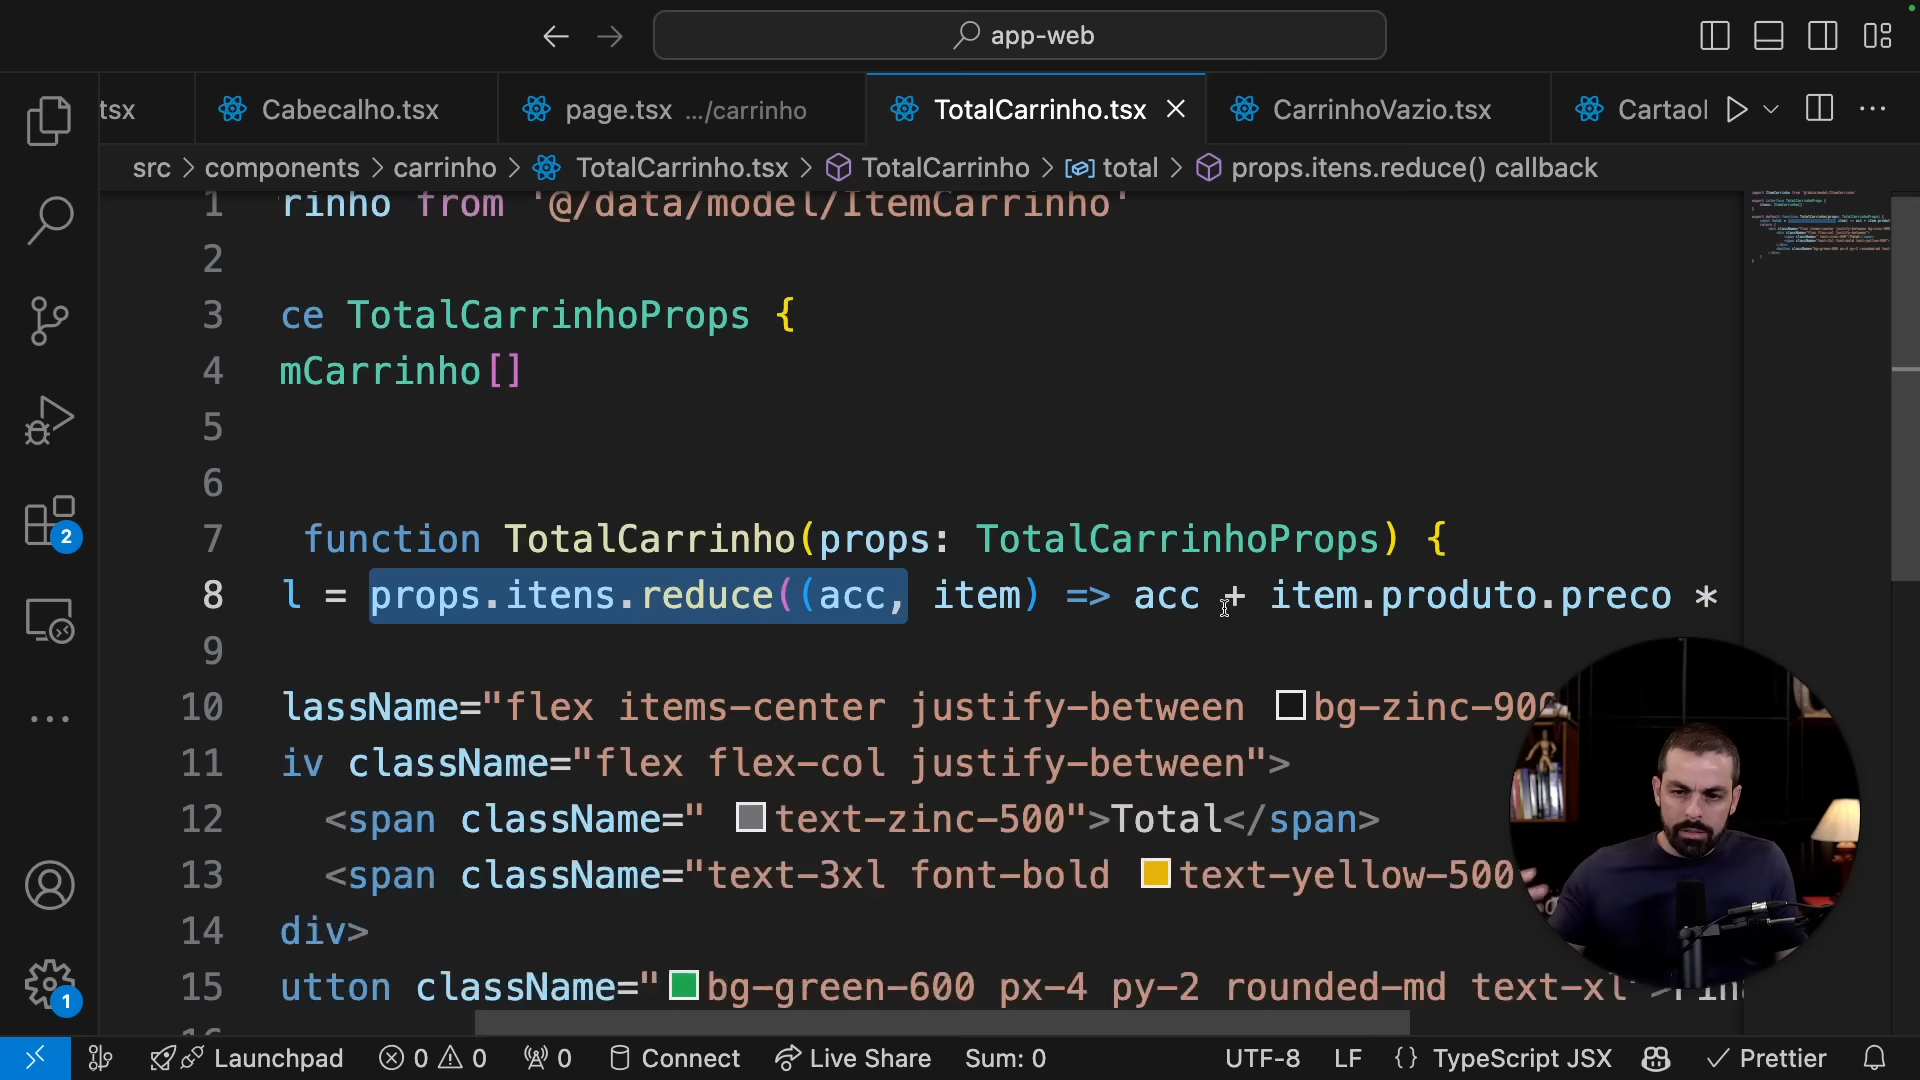 app-web
tsx
Cabecalho.tsx
page.tsx .../carrinho
TotalCarrinho.tsx
CarrinhoVazio.tsx
Cartaol
src > components > carrinho > TotalCarrinho.tsx > TotalCarrinho > total > props.itens.reduce() callback
1 rinho from '@/data/model/ItemCarrinho'
2
3 ce TotalCarrinhoProps {
4 mCarrinho[]
5
6
7 function TotalCarrinho(props: TotalCarrinhoProps) {
8 l = props.itens.reduce((acc, item) => acc + item.produto.preco *
9
10 lassName="flex items-center justify-between bg-zinc-900
11 iv className="flex flex-col justify-between">
12 <span className=" text-zinc-500">Total</span>
13 <span className="text-3xl font-bold text-yellow-500
14 div>
15 utton className=" bg-green-600 px-4 py-2 rounded-md text-xl">Fina
16
2
1
Launchpad
0 0
0
Connect
Live Share
Sum: 0
UTF-8
LF
{} TypeScript JSX
Prettier